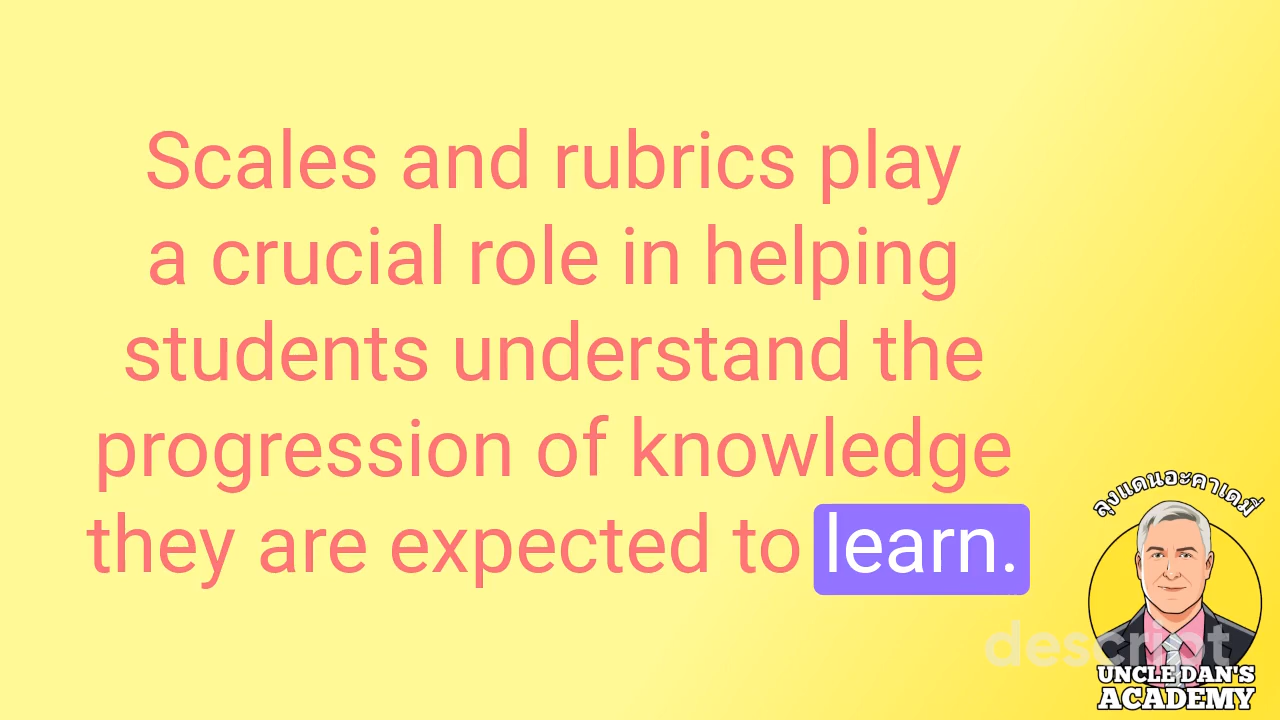 Scales and rubrics play
a crucial role in helping
students understand the
progression of knowledge
they are expected to learn.
ลุงแดนอะคาเดมี่
descript
UNCLE DAN'S
ACADEMY